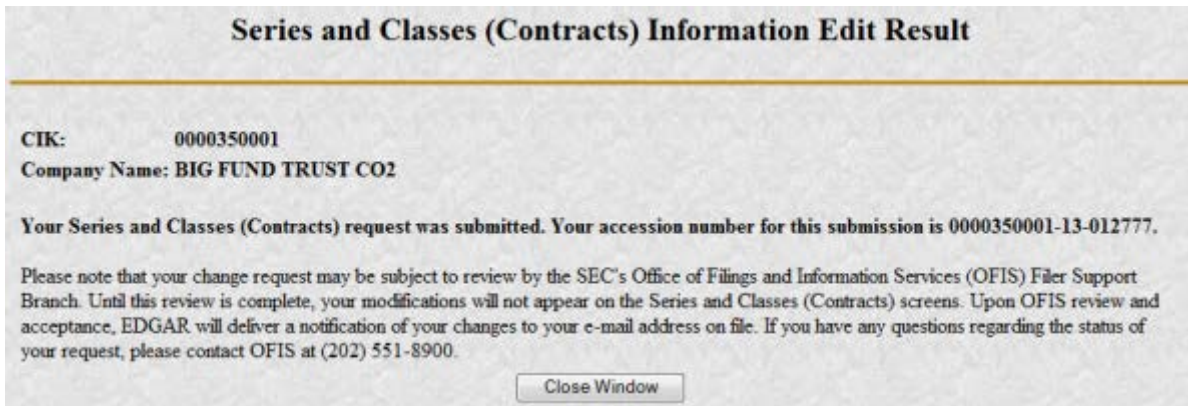 Series and Classes (Contracts) Information Edit Result
CIK: 0000350001
Company Name: BIG FUND TRUST CO2
Your Series and Classes (Contracts) request was submitted. Your accession number for this submission is 0000350001-13-012777.
Please note that your change request may be subject to review by the SEC's Office of Filings and Information Services (OFIS) Filer Support
Branch. Until this review is complete, your modifications will not appear on the Series and Classes (Contracts) screens. Upon OFIS review and
acceptance, EDGAR will deliver a notification of your changes to your e-mail address on file. If you have any questions regarding the status of
your request, please contact OFIS at (202) 551-8900.
Close Window